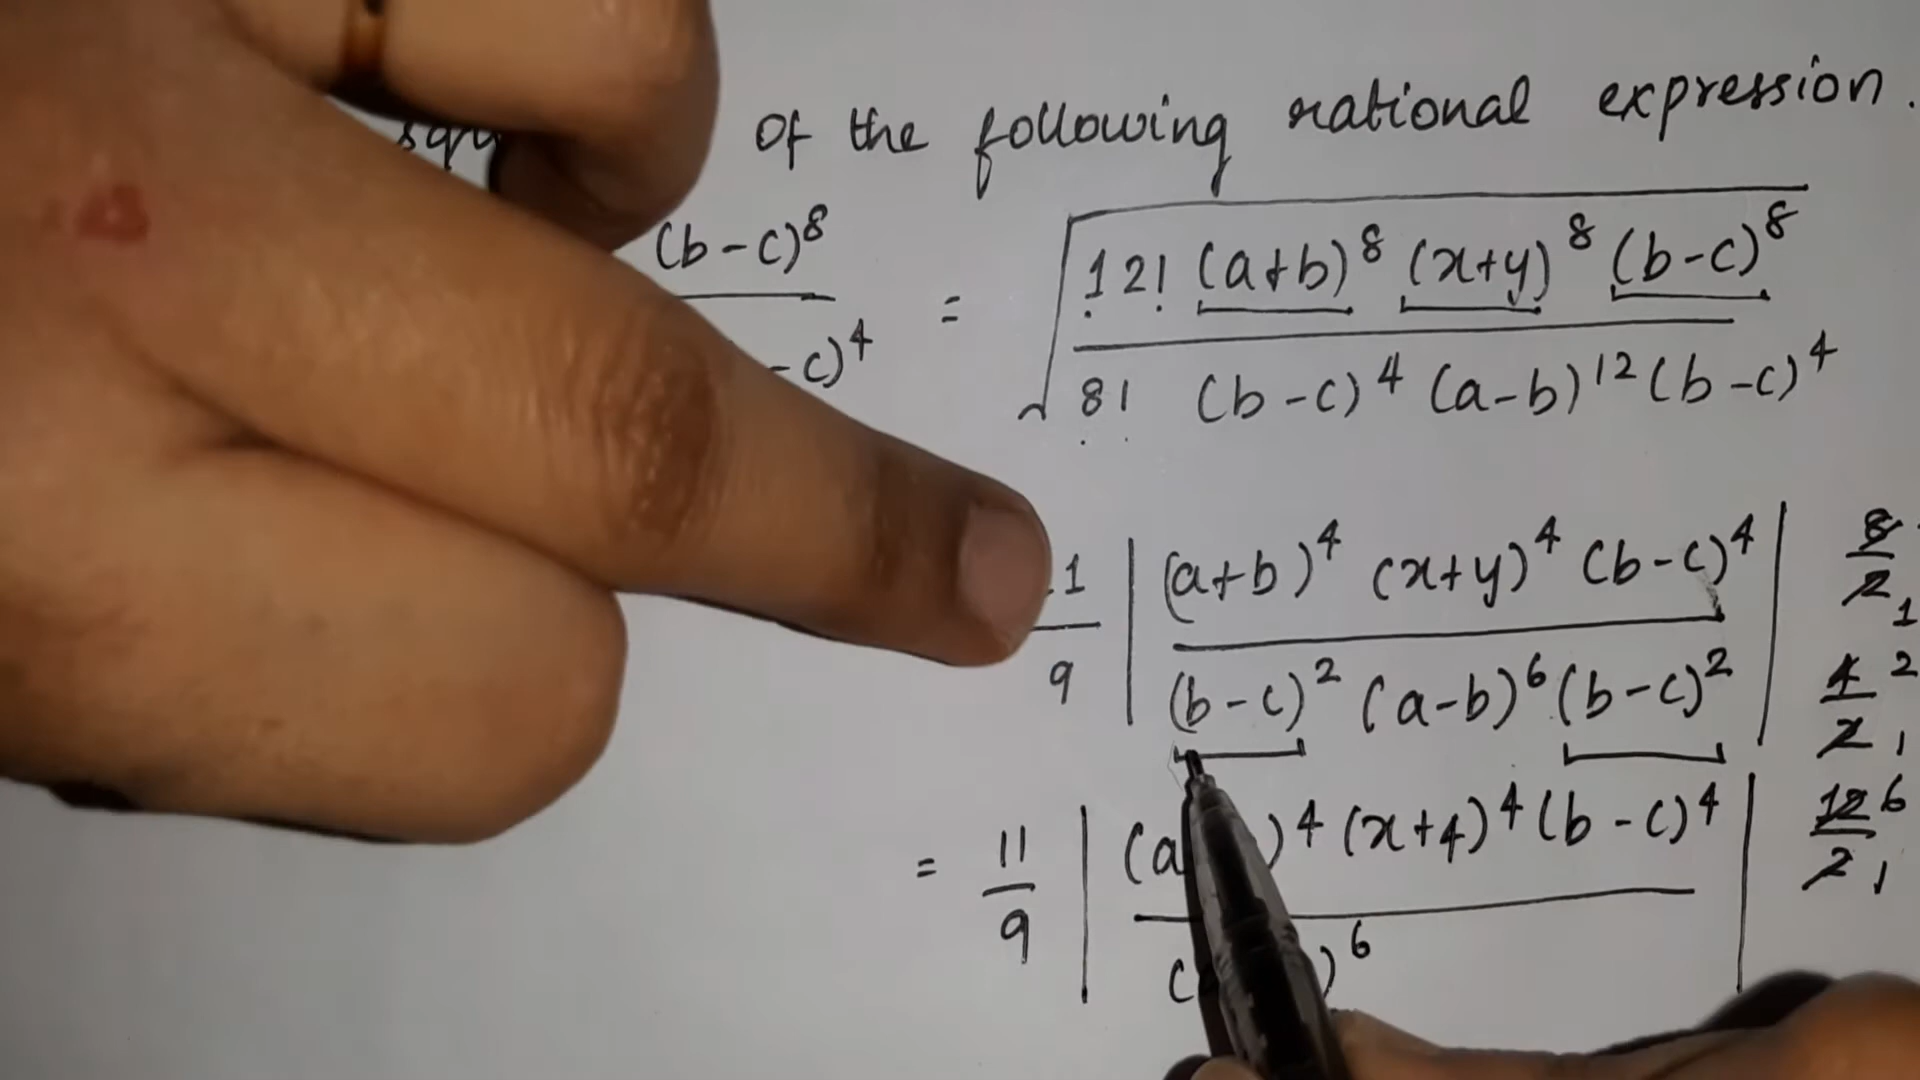 of the following rational expression.
(b-c)⁸ / -c)⁴ = √ 121 (a+b)⁸ (x+y)⁸ (b-c)⁸ / 81 (b-c)⁴ (a-b)¹² (b-c)⁴
11 / 9 | (a+b)⁴ (x+y)⁴ (b-c)⁴ / (b-c)² (a-b)⁶ (b-c)² |
8 / 2 1
4 2 / 2 1
12 6 / 2 1
= 11 / 9 | (a )⁴ (x+4)⁴ (b-c)⁴ / ( )⁶ |